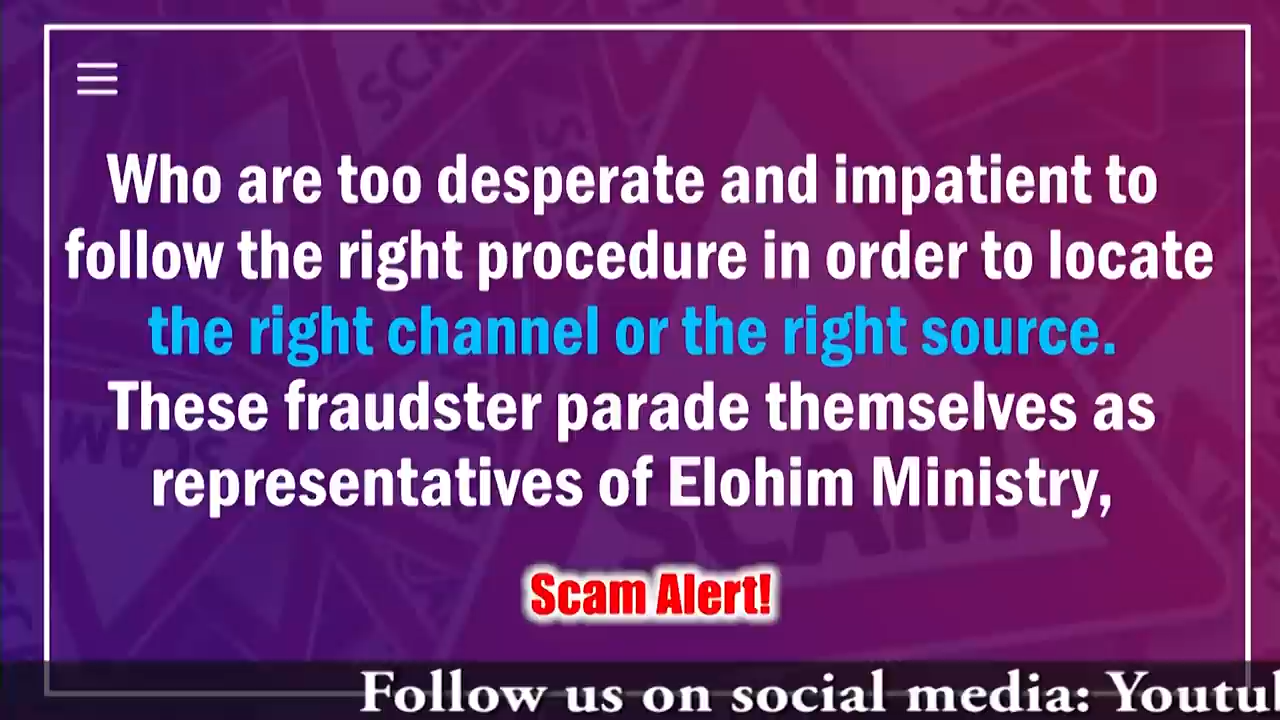 Who are too desperate and impatient to
follow the right procedure in order to locate
the right channel or the right source.
These fraudster parade themselves as
representatives of Elohim Ministry,
SCAM
Scam Alert!
Follow us on social media: